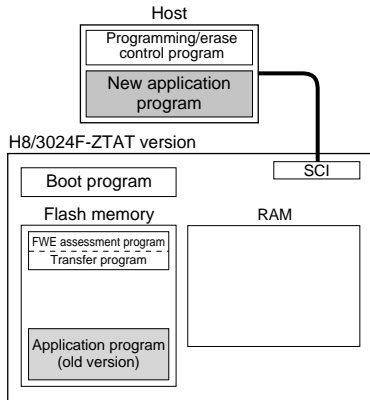 Host
Programming/erase
control program
New application
program
H8/3024F-ZTAT version
SCI
Boot program
Flash memory
RAM
FWE assessment program
Transfer program
Application program
(old version)